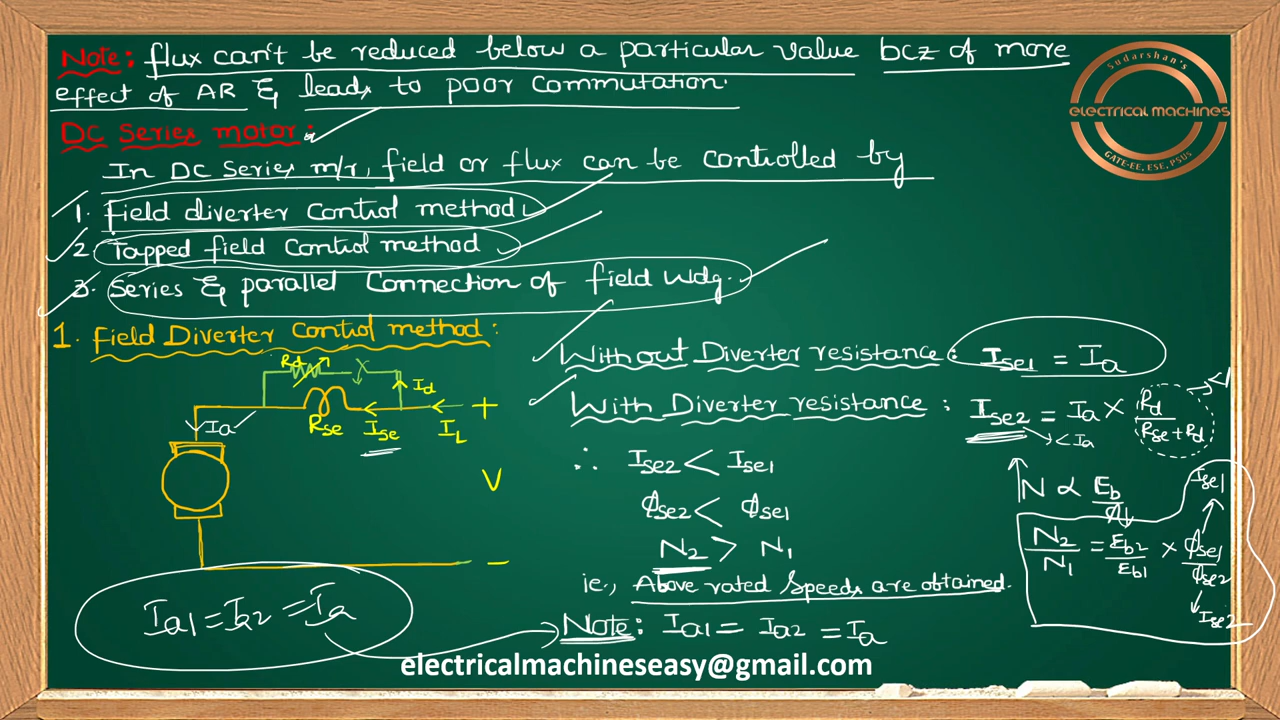 Note: flux can't be reduced below a particular value bcz of more
effect of AR & leads to poor commutation.
Sudarshan's
ELECTRICAL MACHINES
GATE-EE, ESE, PSUS
DC Series motor:
In DC Series m/r, field or flux can be controlled by
1. Field diverter control method
2. Tapped field control method
3. Series & parallel connection of field wdg.
1. Field Diverter Control method:
Rd
Id
Rse Ise IL +
Ia
V
-
Ia1 = Ia2 = Ia
Without Diverter resistance: Ise1 = Ia
With Diverter resistance: Ise2 = Ia × Rd/(Rse+Rd) → <1
→ <Ia
∴ Ise2 < Ise1
ϕse2 < ϕse1
N2 > N1
ie., Above rated Speeds are obtained.
Note: Ia1 = Ia2 = Ia
↑N ∝ Eb/ϕ↓
Ise1
N2/N1 = Eb2/Eb1 × ϕse1/ϕse2
Ise2
electricalmachineseasy@gmail.com